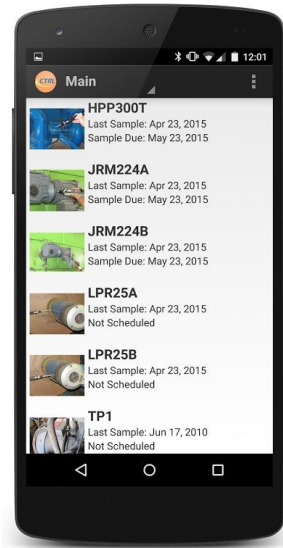 12:01
CTRL
Main
HPP300T
Last Sample: Apr 23, 2015
Sample Due: May 23, 2015
JRM224A
Last Sample: Apr 23, 2015
Sample Due: May 23, 2015
JRM224B
Last Sample: Apr 23, 2015
Sample Due: May 23, 2015
LPR25A
Last Sample: Apr 23, 2015
Not Scheduled
LPR25B
Last Sample: Apr 23, 2015
Not Scheduled
TP1
Last Sample: Jun 17, 2010
Not Scheduled